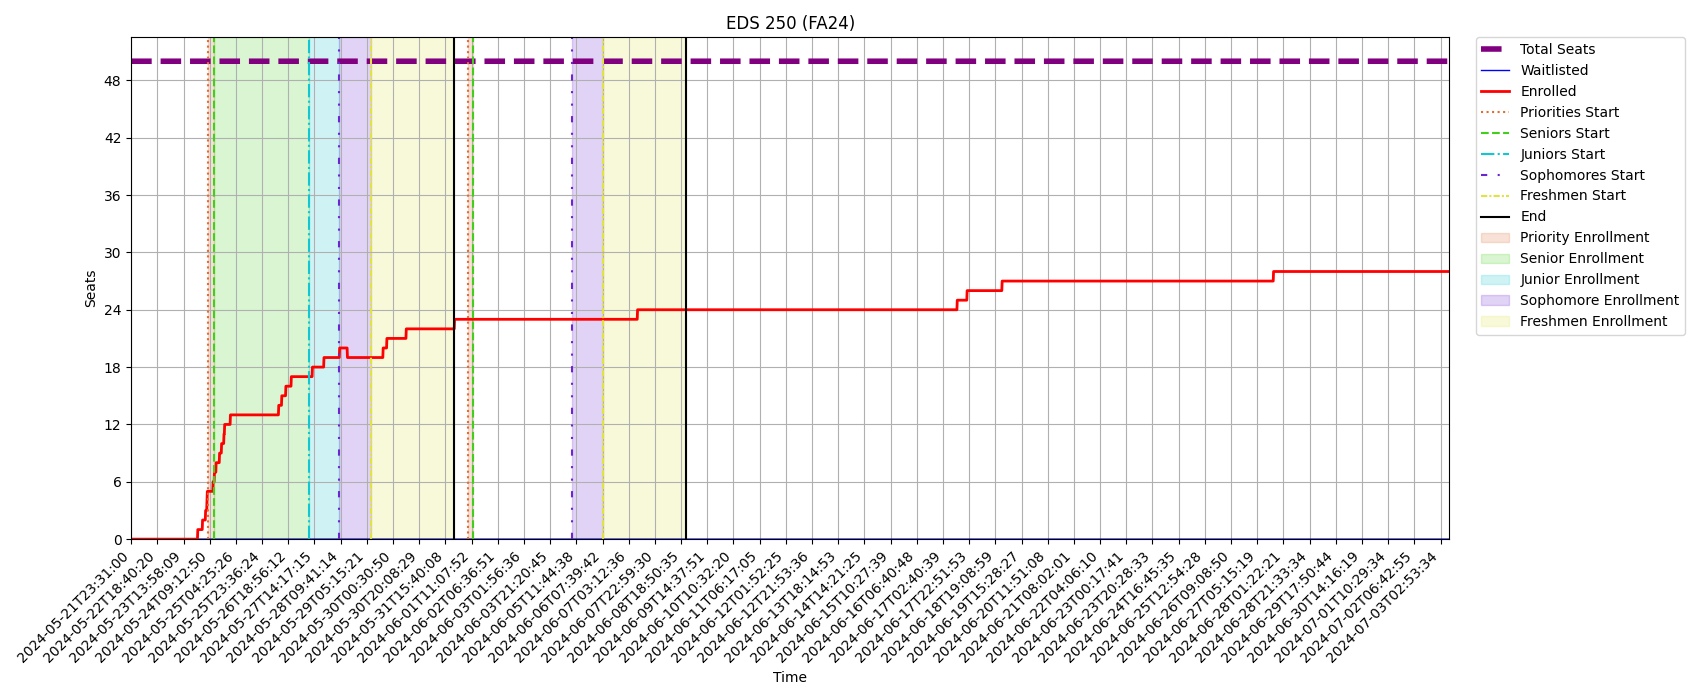 EDS 250 (FA24)
Seats
48
42
36
30
24
18
12
6
0
2024-05-21T23:31:00
2024-05-22T18:40:20
2024-05-23T13:58:09
2024-05-24T09:12:50
2024-05-25T04:25:26
2024-05-25T23:36:24
2024-05-26T18:56:12
2024-05-27T14:17:15
2024-05-28T09:41:14
2024-05-29T05:15:21
2024-05-30T00:30:50
2024-05-30T20:08:29
2024-05-31T15:40:08
2024-06-01T11:07:52
2024-06-02T06:36:51
2024-06-03T01:56:36
2024-06-03T21:20:45
2024-06-05T11:44:38
2024-06-06T07:39:42
2024-06-07T03:12:36
2024-06-07T22:59:30
2024-06-08T18:50:35
2024-06-09T14:37:51
2024-06-10T10:32:20
2024-06-11T06:17:05
2024-06-12T01:52:25
2024-06-12T21:53:36
2024-06-13T18:14:53
2024-06-14T14:21:25
2024-06-15T10:27:39
2024-06-16T06:40:48
2024-06-17T02:40:39
2024-06-17T22:51:53
2024-06-18T19:08:59
2024-06-19T15:28:27
2024-06-20T11:51:08
2024-06-21T08:02:01
2024-06-22T04:06:10
2024-06-23T00:17:41
2024-06-23T20:28:33
2024-06-24T16:45:35
2024-06-25T12:54:28
2024-06-26T09:08:50
2024-06-27T05:15:19
2024-06-28T01:22:21
2024-06-28T21:33:34
2024-06-29T17:50:44
2024-06-30T14:16:19
2024-07-01T10:29:34
2024-07-02T06:42:55
2024-07-03T02:53:34
Time
Total Seats
Waitlisted
Enrolled
Priorities Start
Seniors Start
Juniors Start
Sophomores Start
Freshmen Start
End
Priority Enrollment
Senior Enrollment
Junior Enrollment
Sophomore Enrollment
Freshmen Enrollment